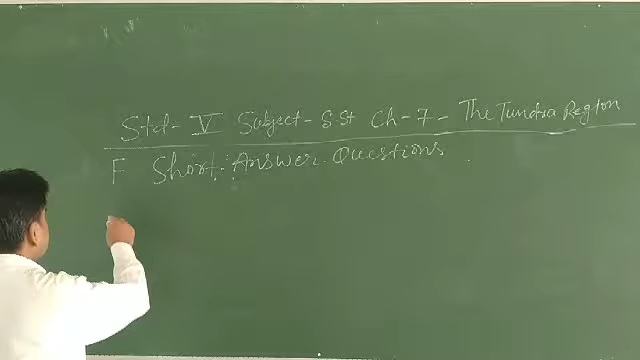 Std- V Subject - S.St Ch-7- The Tundra Region
F Short Answer Questions